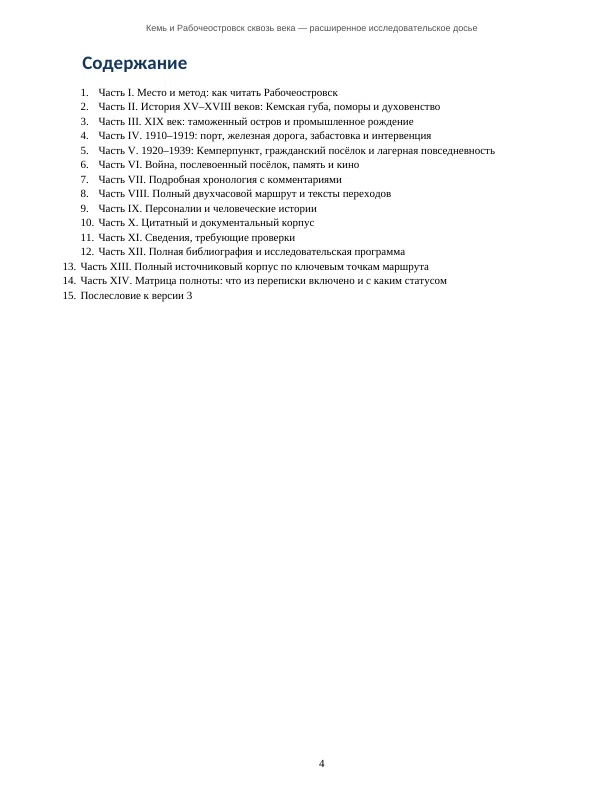 Кемь и Рабочеостровск сквозь века — расширенное исследовательское досье
Содержание
1. Часть I. Место и метод: как читать Рабочеостровск
2. Часть II. История XV–XVIII веков: Кемская губа, поморы и духовенство
3. Часть III. XIX век: таможенный остров и промышленное рождение
4. Часть IV. 1910–1919: порт, железная дорога, забастовка и интервенция
5. Часть V. 1920–1939: Кемперпункт, гражданский посёлок и лагерная повседневность
6. Часть VI. Война, послевоенный посёлок, память и кино
7. Часть VII. Подробная хронология с комментариями
8. Часть VIII. Полный двухчасовой маршрут и тексты переходов
9. Часть IX. Персоналии и человеческие истории
10. Часть X. Цитатный и документальный корпус
11. Часть XI. Сведения, требующие проверки
12. Часть XII. Полная библиография и исследовательская программа
13. Часть XIII. Полный источниковый корпус по ключевым точкам маршрута
14. Часть XIV. Матрица полноты: что из переписки включено и с каким статусом
15. Послесловие к версии 3
4